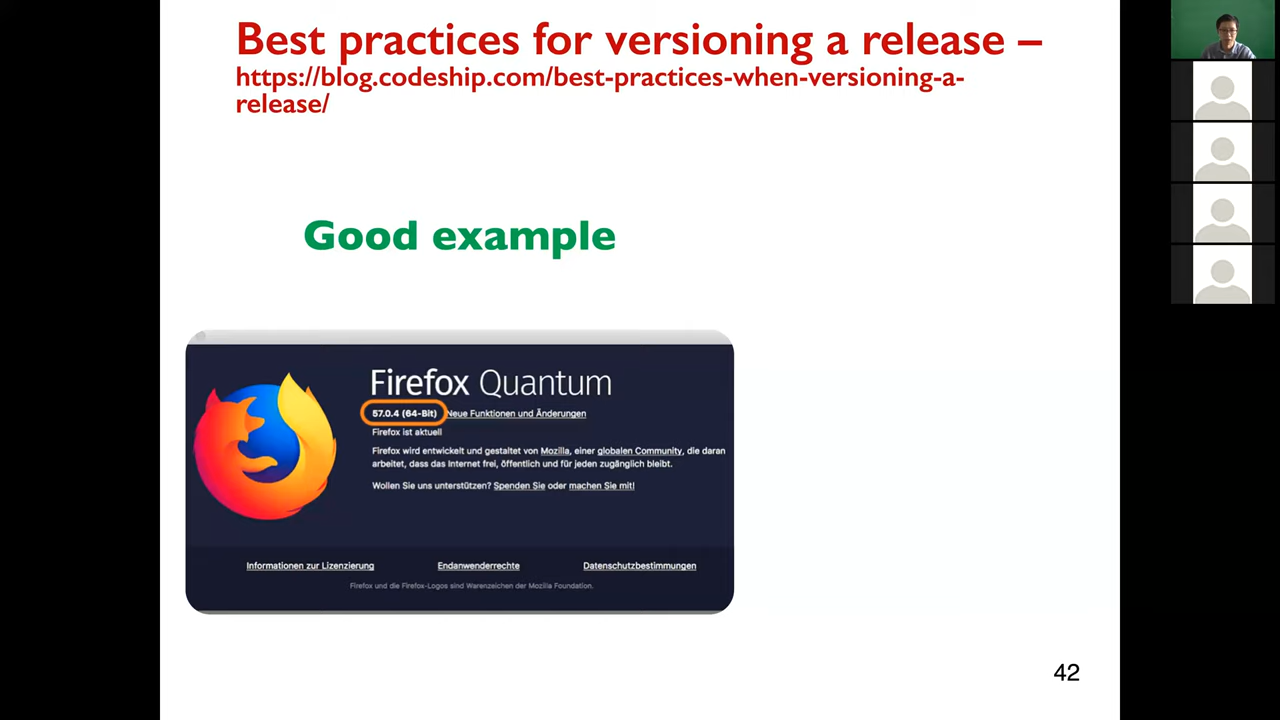 Best practices for versioning a release –
https://blog.codeship.com/best-practices-when-versioning-a-
release/
Good example
Firefox Quantum
57.0.4 (64-Bit) Neue Funktionen und Änderungen
Firefox ist aktuell
Firefox wird entwickelt und gestaltet von Mozilla, einer globalen Community, die daran
arbeitet, dass das Internet frei, öffentlich und für jeden zugänglich bleibt.
Wollen Sie uns unterstützen? Spenden Sie oder machen Sie mit!
Informationen zur Lizenzierung Endanwenderrechte Datenschutzbestimmungen
Firefox und die Firefox-Logos sind Warenzeichen der Mozilla Foundation.
42